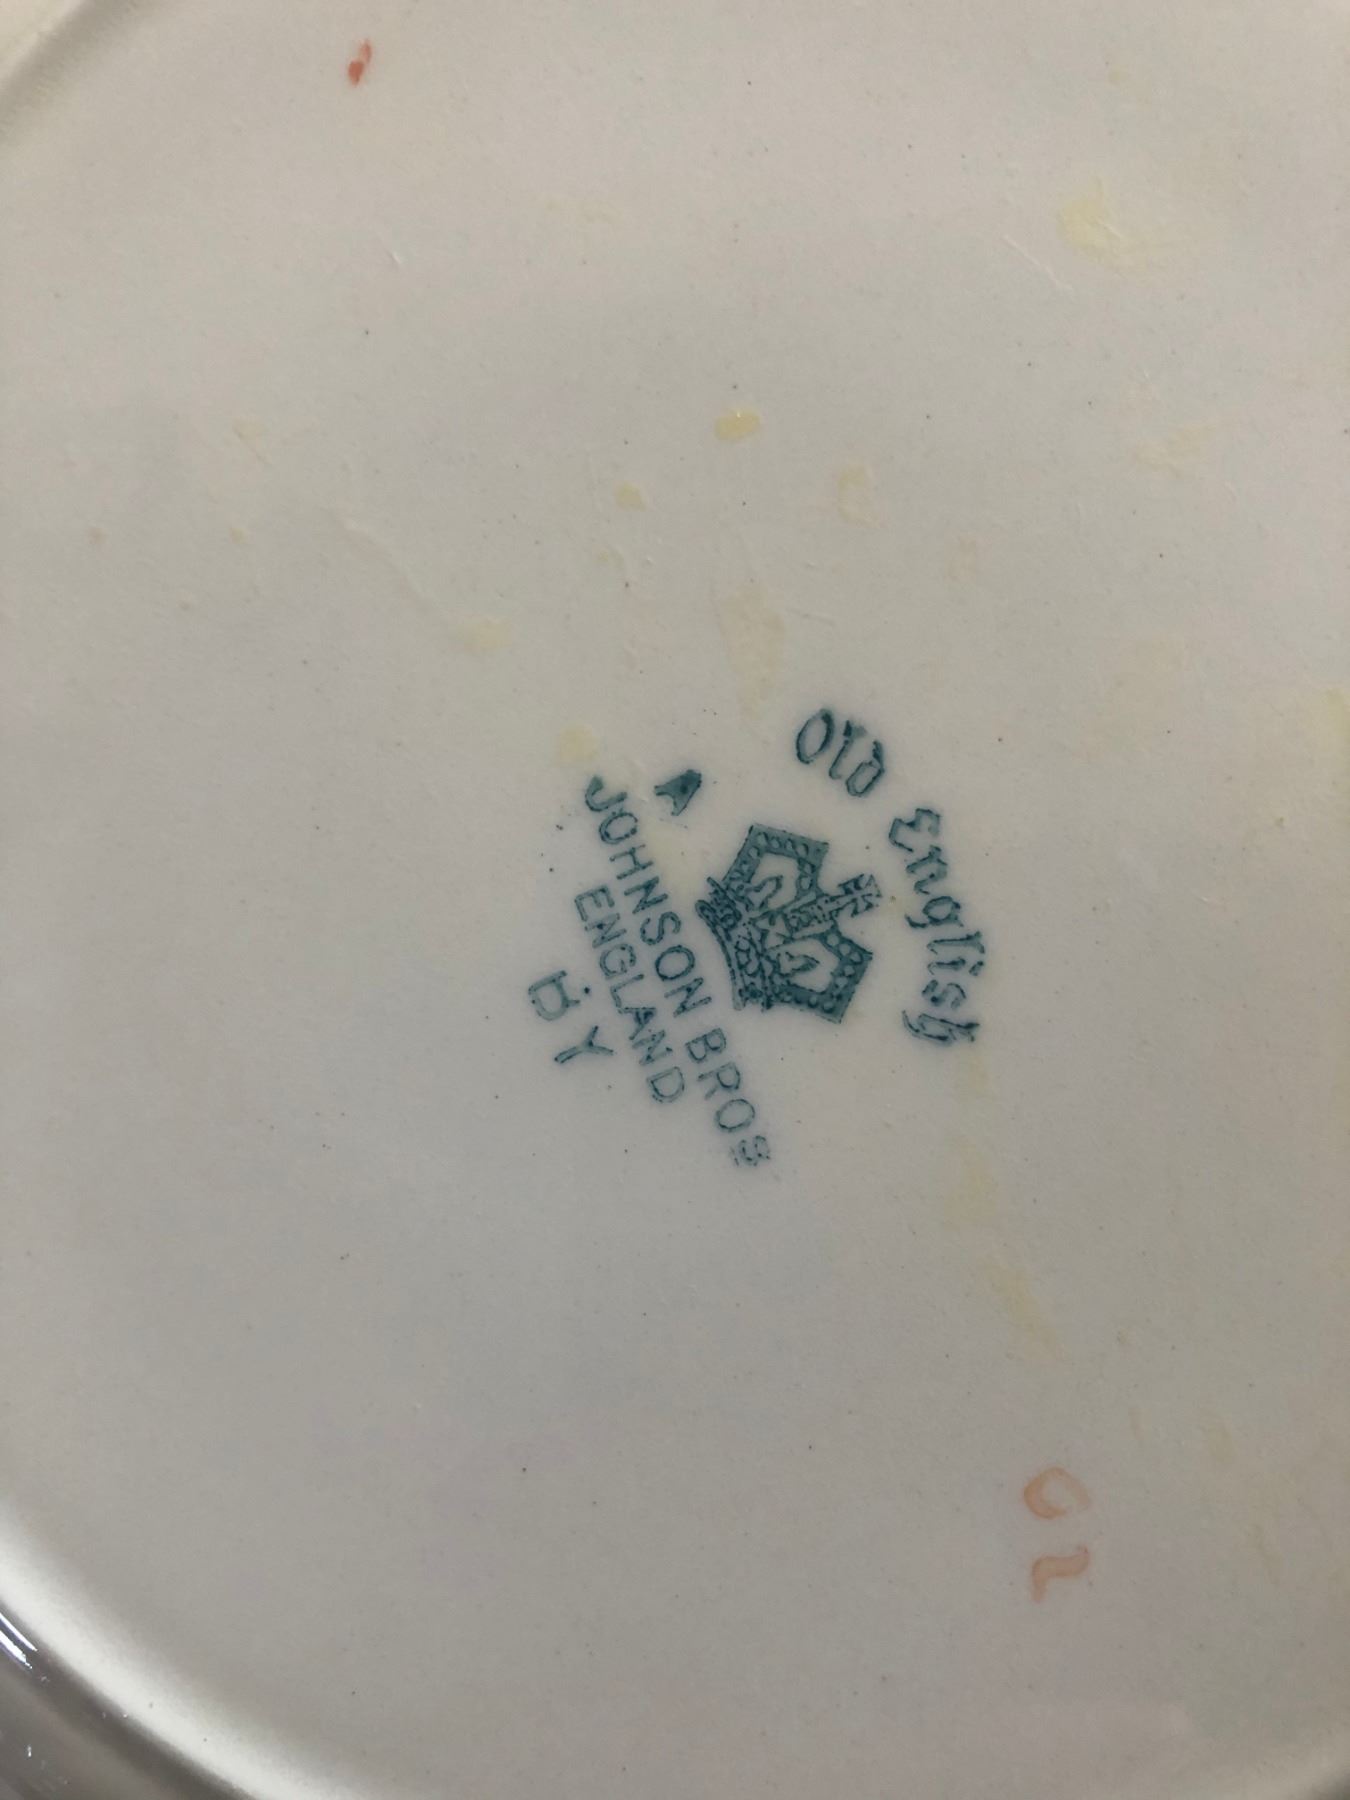 Old English
A
JOHNSON BROS
ENGLAND
Y